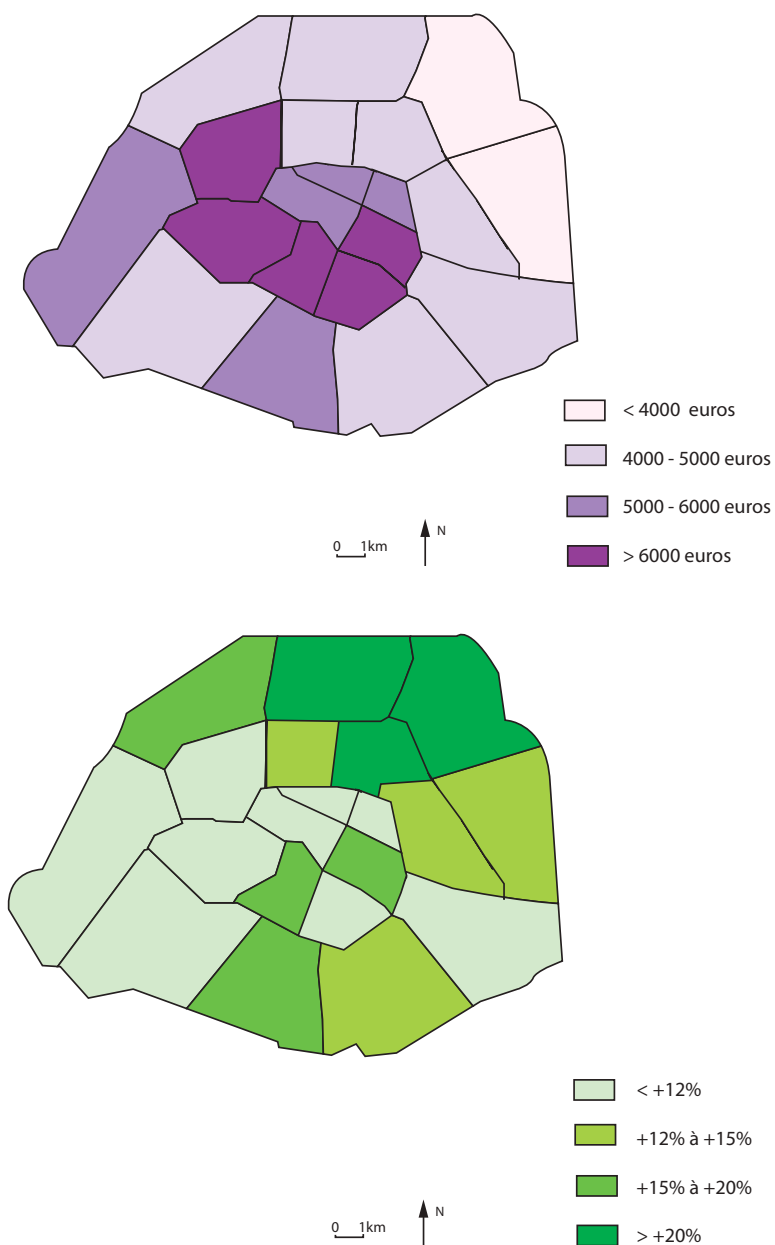 < 4000 euros
4000 - 5000 euros
5000 - 6000 euros
> 6000 euros
0 1km
N
< +12%
+12% à +15%
+15% à +20%
> +20%
0 1km
N